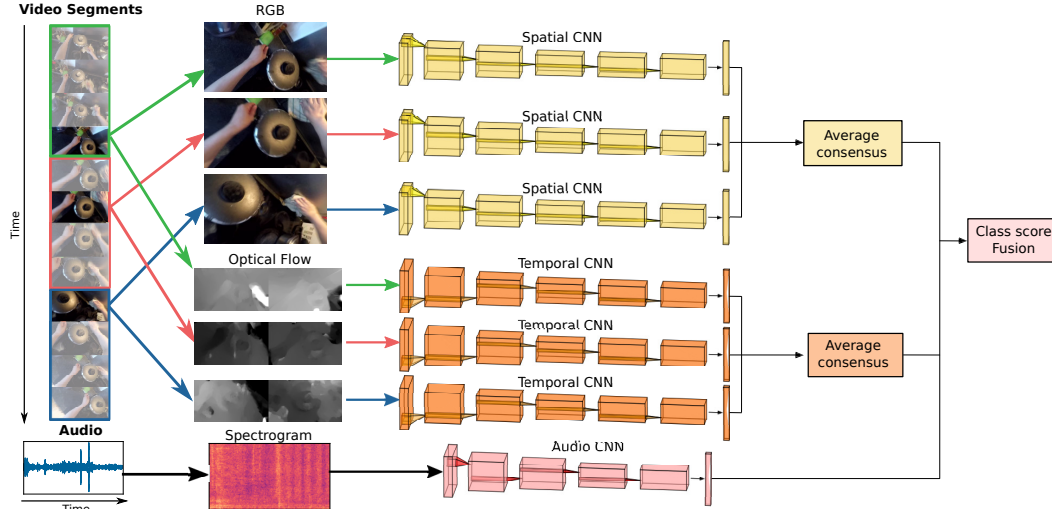 Video Segments
RGB
Spatial CNN
Spatial CNN
Average
consensus
Spatial CNN
Time
Class score
Fusion
Optical Flow
Temporal CNN
Temporal CNN
Average
consensus
Temporal CNN
Audio
Spectrogram
Audio CNN
Time